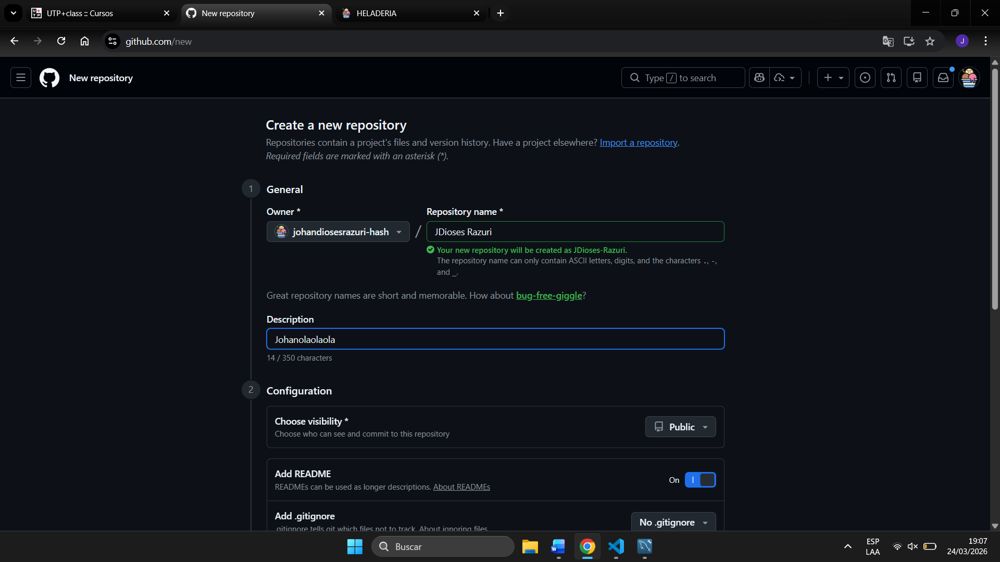 UTP+class :: Cursos
New repository
HELADERIA
github.com/new
J
New repository
Type / to search
Create a new repository
Repositories contain a project's files and version history. Have a project elsewhere? Import a repository.
Required fields are marked with an asterisk (*).
1
General
Owner *
Repository name *
johandiosesrazuri-hash
/
JDioses Razuri
Your new repository will be created as JDioses-Razuri.
The repository name can only contain ASCII letters, digits, and the characters ., -,
and _.
Great repository names are short and memorable. How about bug-free-giggle?
Description
Johanolaolaola
14 / 350 characters
2
Configuration
Choose visibility *
Public
Choose who can see and commit to this repository
Add README
On
READMEs can be used as longer descriptions. About READMEs
Add .gitignore
No .gitignore
.gitignore tells git which files not to track. About ignoring files
Buscar
ESP
LAA
19:07
24/03/2026